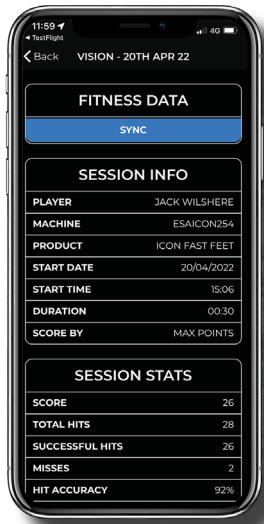 11:59
4G
◄ TestFlight
Back VISION - 20TH APR 22
FITNESS DATA
SYNC
SESSION INFO
PLAYER JACK WILSHERE
MACHINE ESAICON254
PRODUCT ICON FAST FEET
START DATE 20/04/2022
START TIME 15:06
DURATION 00:30
SCORE BY MAX POINTS
SESSION STATS
SCORE 26
TOTAL HITS 28
SUCCESSFUL HITS 26
MISSES 2
HIT ACCURACY 92%